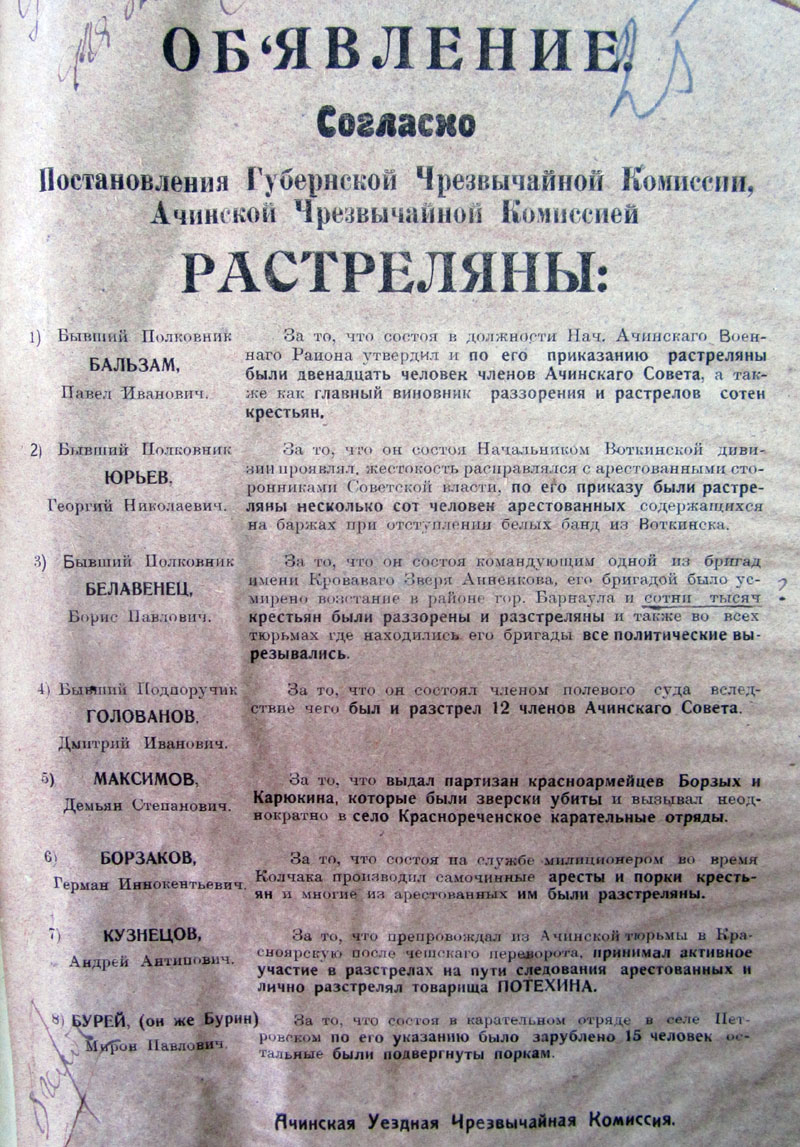 ОБ‘ЯВЛЕНИЕ.
Согласно
Постановления Губернской Чрезвычайной Комиссии,
Ачинской Чрезвычайной Комиссией
РАСТРЕЛЯНЫ:
1) Бывший Полковник
БАЛЬЗАМ,
Павел Иванович.
За то, что состоя в должности Нач. Ачинскаго Воен-
наго Района утвердил и по его приказанию растреляны
были двенадцать человек членов Ачинскаго Совета, а так-
же как главный виновник раззорения и растрелов сотен
крестьян.
2) Бывший Полковник
ЮРЬЕВ,
Георгий Николаевич.
За то, что он состоя Начальником Воткинской диви-
зии проявлял, жестокость расправлялся с арестованными сто-
ронниками Советской власти, по его приказу были растре-
ляны несколько сот человек арестованных содержащихся
на баржах при отступлении белых банд из Воткинска.
3) Бывший Полковник
БЕЛАВЕНЕЦ,
Борис Павлович.
За то, что он состоя командующим одной из бригад
имени Кроваваго Зверя Анненкова, его бригадой было ус-
мирено возстание в районе гор. Барнаула и сотни тысяч
крестьян были раззорены и разстреляны и также во всех
тюрьмах где находились его бригады все политические вы-
резывались.
4) Бывший Подпоручик
ГОЛОВАНОВ,
Дмитрий Иванович.
За то, что он состоял членом полевого суда вслед-
ствие чего был и разстрел 12 членов Ачинскаго Совета.
5) МАКСИМОВ,
Демьян Степанович.
За то, что выдал партизан красноармейцев Борзых и
Карюкина, которые были зверски убиты и вызывал неод-
нократно в село Краснореченское карательные отряды.
6) БОРЗАКОВ,
Герман Иннокентьевич.
За то, что состоя на службе милиционером во время
Колчака производил самочинные аресты и порки кресть-
ян и многие из арестованных им были разстреляны.
7) КУЗНЕЦОВ,
Андрей Антипович.
За то, что препровождал из Ачинской тюрьмы в Кра-
сноярскую после чешскаго переворота, принимал активное
участие в разстрелах на пути следования арестованных и
лично разстрелял товарища ПОТЕХИНА.
8) БУРЕЙ, (он же Бурин)
Мирон Павлович.
За то, что состоя в карательном отряде в селе Пет-
ровском по его указанию было зарублено 15 человек ос-
тальные были подвергнуты поркам.
Ачинская Уездная Чрезвычайная Комиссия.